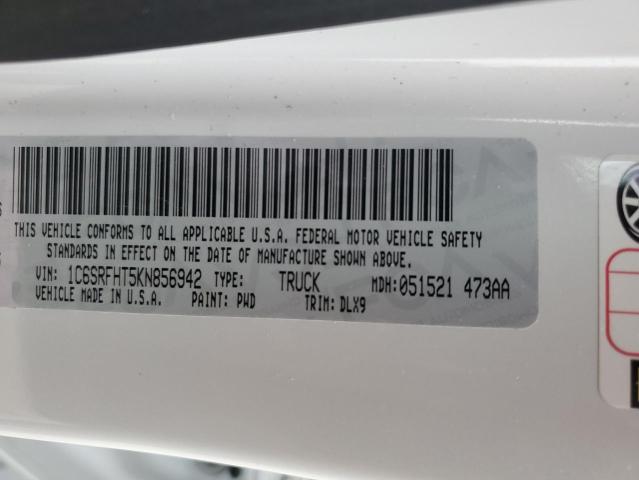 THIS VEHICLE CONFORMS TO ALL APPLICABLE U.S.A. FEDERAL MOTOR VEHICLE SAFETY
STANDARDS IN EFFECT ON THE DATE OF MANUFACTURE SHOWN ABOVE.
VIN: 1C6SRFHT5KN856942 TYPE: TRUCK MDH:051521 473AA
VEHICLE MADE IN U.S.A. PAINT: PWD TRIM: DLX9